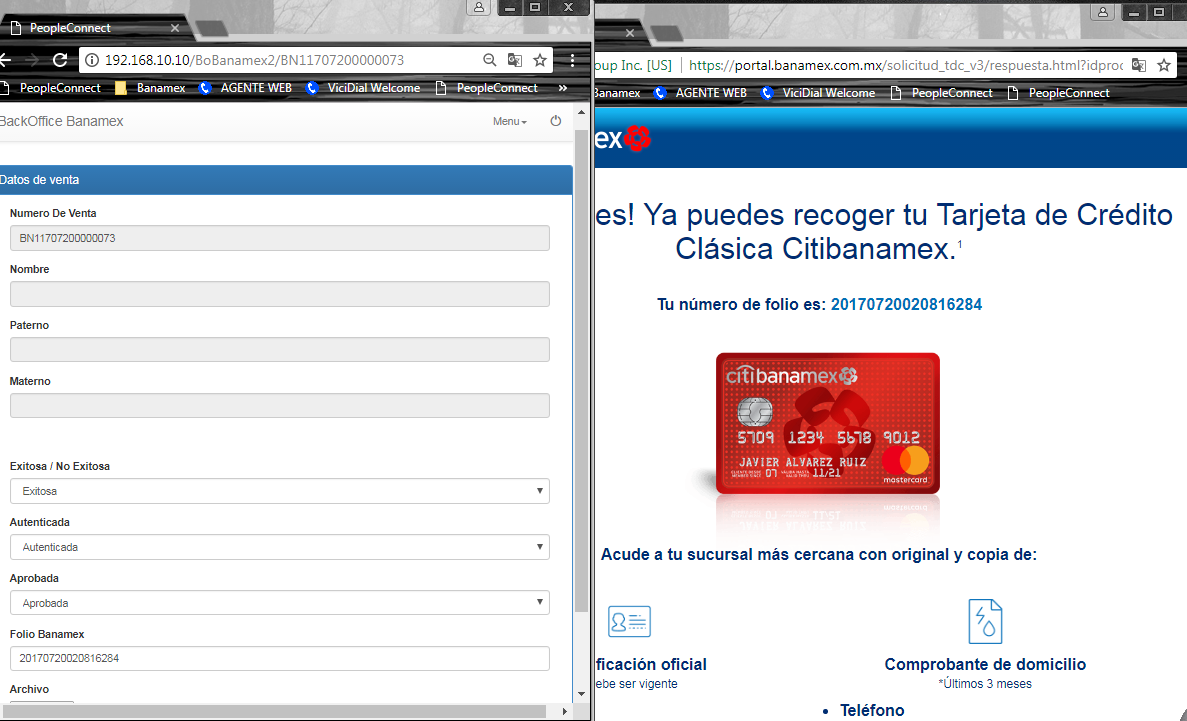 PeopleConnect
192.168.10.10/BoBanamex2/BN11707200000073
PeopleConnect Banamex AGENTE WEB ViciDial Welcome PeopleConnect »
BackOffice Banamex Menu
Datos de venta
Numero De Venta
BN11707200000073
Nombre
Paterno
Materno
Exitosa / No Exitosa
Exitosa
Autenticada
Autenticada
Aprobada
Aprobada
Folio Banamex
20170720020816284
Archivo
oup Inc. [US] https://portal.banamex.com.mx/solicitud_tdc_v3/respuesta.html?idproc
Banamex AGENTE WEB ViciDial Welcome PeopleConnect PeopleConnect
ex
es! Ya puedes recoger tu Tarjeta de Crédito
Clásica Citibanamex.1
Tu número de folio es: 20170720020816284
citibanamex
5709 1234 5678 9012
JAVIER ALVAREZ RUIZ
07 11/21
mastercard
Acude a tu sucursal más cercana con original y copia de:
ficación oficial
ebe ser vigente
Comprobante de domicilio
*Últimos 3 meses
• Teléfono